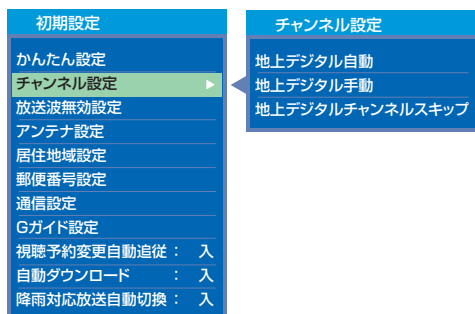 初期設定
かんたん設定
チャンネル設定
放送波無効設定
アンテナ設定
居住地域設定
郵便番号設定
通信設定
Gガイド設定
視聴予約変更自動追従： 入
自動ダウンロード ： 入
降雨対応放送自動切換： 入
チャンネル設定
地上デジタル自動
地上デジタル手動
地上デジタルチャンネルスキップ